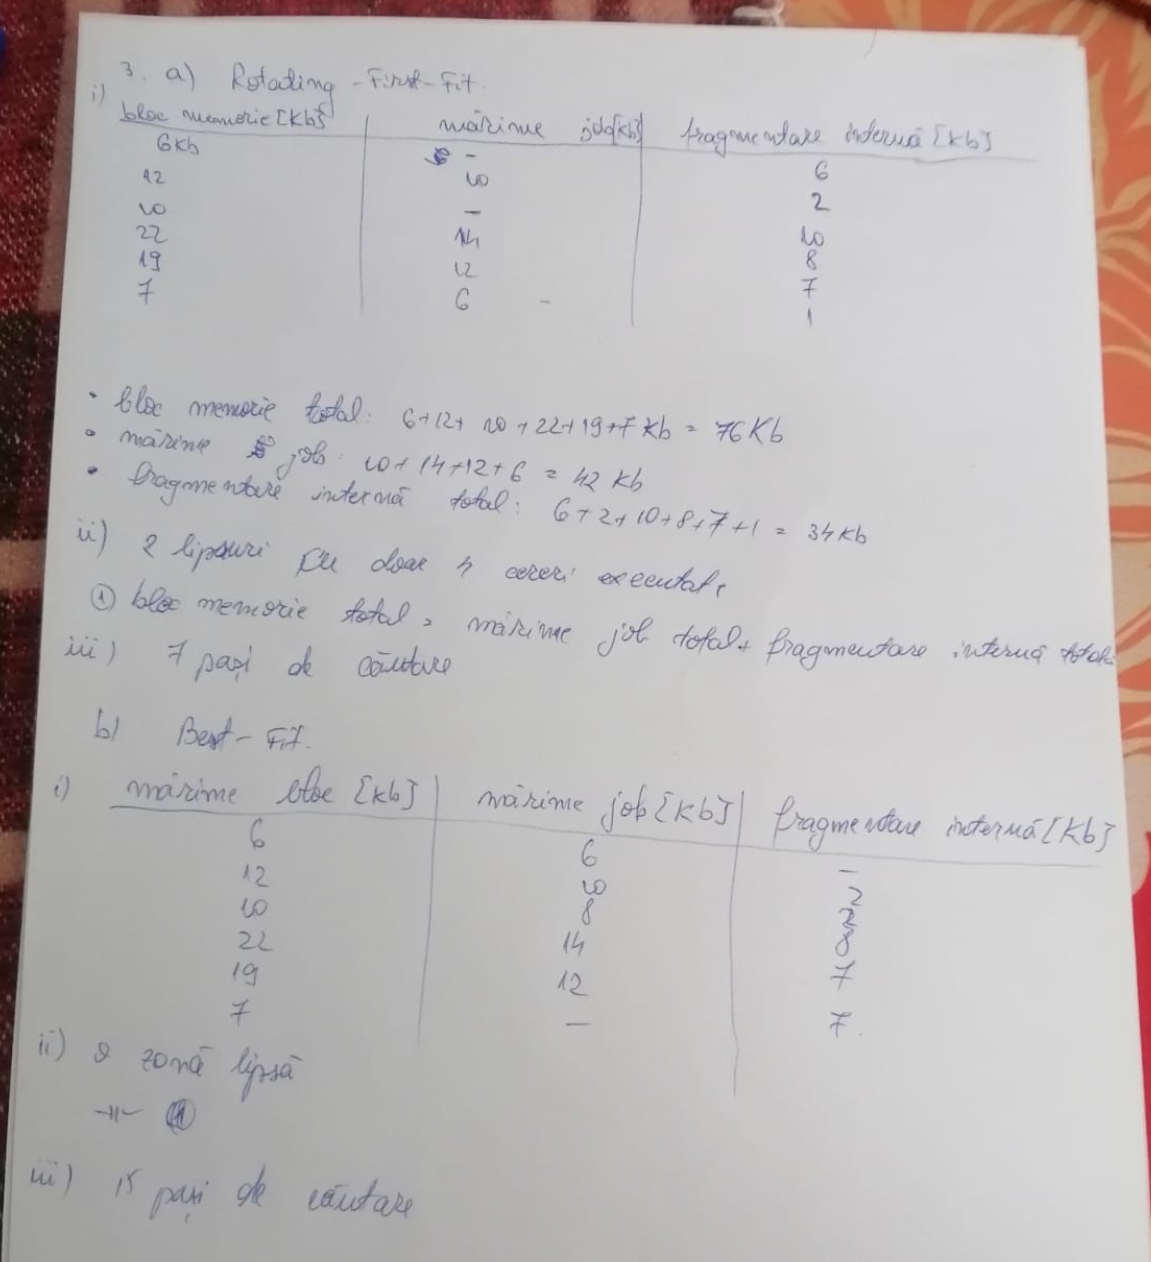 3. a) Rotating-First-Fit.
i)
bloc memorie [Kb] mărime job[kb] fragmentare internă [kb]
6Kb - 6
12 10 2
10 - 10
22 14 8
19 12 7
7 6 - 1
• bloc memorie total: 6+12+10+22+19+7 Kb = 76Kb
• mărime job: 10+14+12+6 = 42 Kb
• fragmentare internă total: 6+2+10+8+7+1 = 34Kb
ii) 2 lipsuri cu doar 4 cereri executate
① bloc memorie total = mărime job total + fragmentare internă totală
iii) 7 pași de căutare
b) Best-Fit.
i) mărime bloc [kb] mărime job [kb] fragmentare internă [Kb]
6 6 -
12 10 2
10 8 2
22 14 8
19 12 7
7 - 7.
ii) o zonă lipsă
-||- ①
iii) 15 pași de căutare